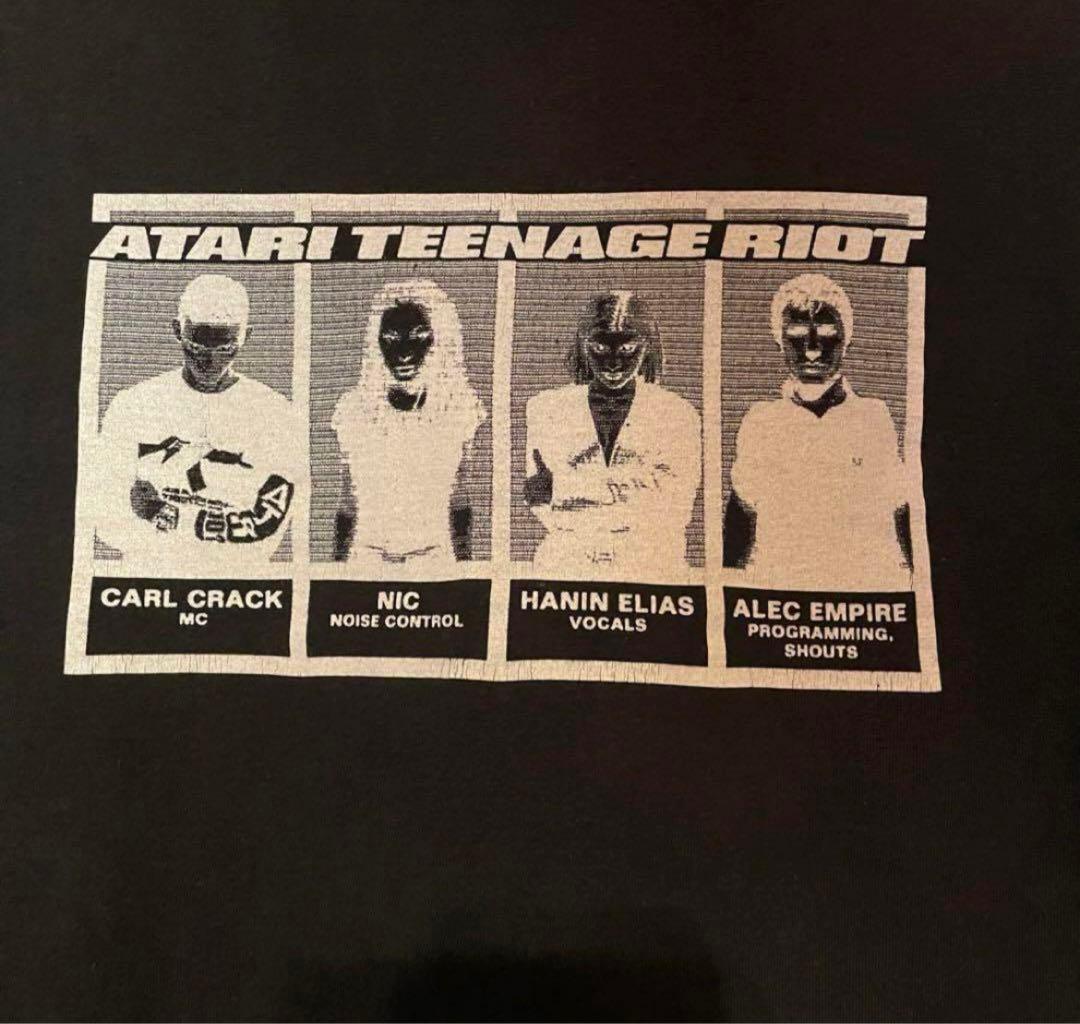 ATARI TEENAGE RIOT
CARL CRACK
MC
NIC
NOISE CONTROL
HANIN ELIAS
VOCALS
ALEC EMPIRE
PROGRAMMING,
SHOUTS